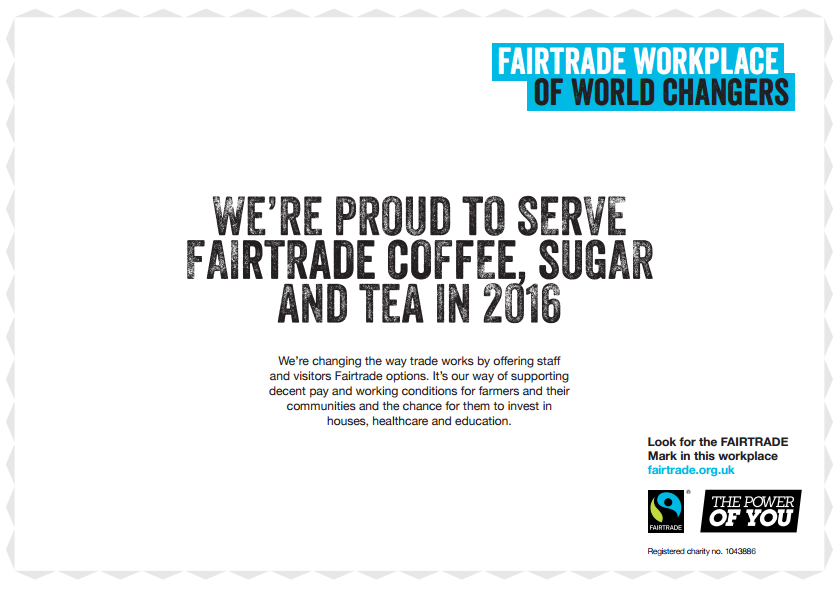 FAIRTRADE WORKPLACE
OF WORLD CHANGERS
WE'RE PROUD TO SERVE
FAIRTRADE COFFEE, SUGAR
AND TEA IN 2016
We're changing the way trade works by offering staff
and visitors Fairtrade options. It's our way of supporting
decent pay and working conditions for farmers and their
communities and the chance for them to invest in
houses, healthcare and education.
Look for the FAIRTRADE
Mark in this workplace
fairtrade.org.uk
®
FAIRTRADE
THE POWER
OF YOU
Registered charity no. 1043886